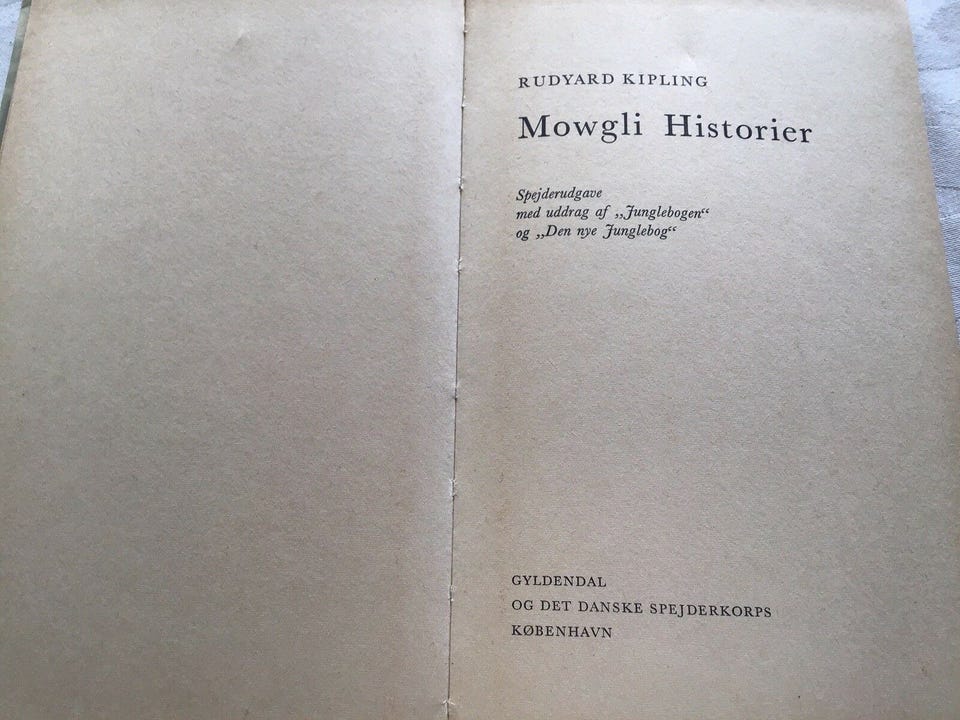 RUDYARD KIPLING
Mowgli Historier
Spejderudgave
med uddrag af „Junglebogen“
og „Den nye Junglebog“
GYLDENDAL
OG DET DANSKE SPEJDERKORPS
KØBENHAVN